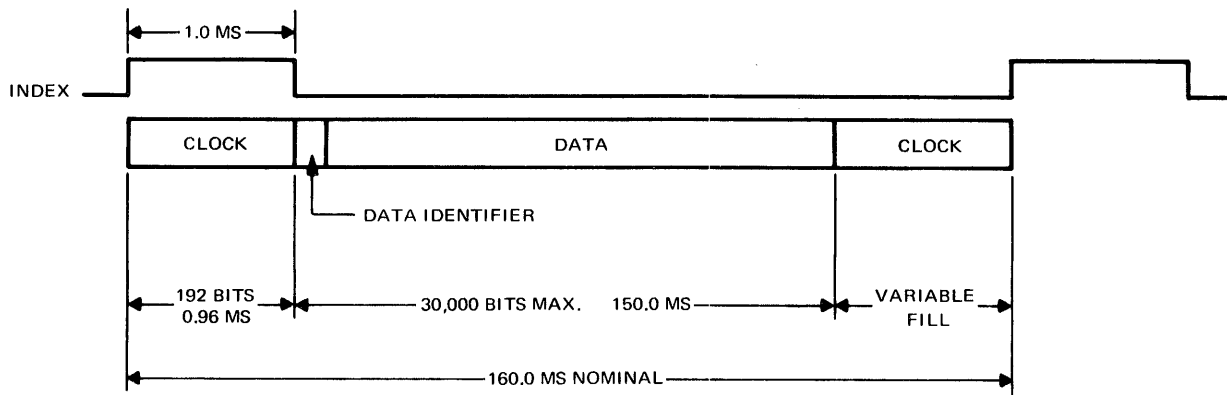 1.0 MS
INDEX
CLOCK
DATA
CLOCK
DATA IDENTIFIER
192 BITS
0.96 MS
30,000 BITS MAX. 150.0 MS
VARIABLE
FILL
160.0 MS NOMINAL